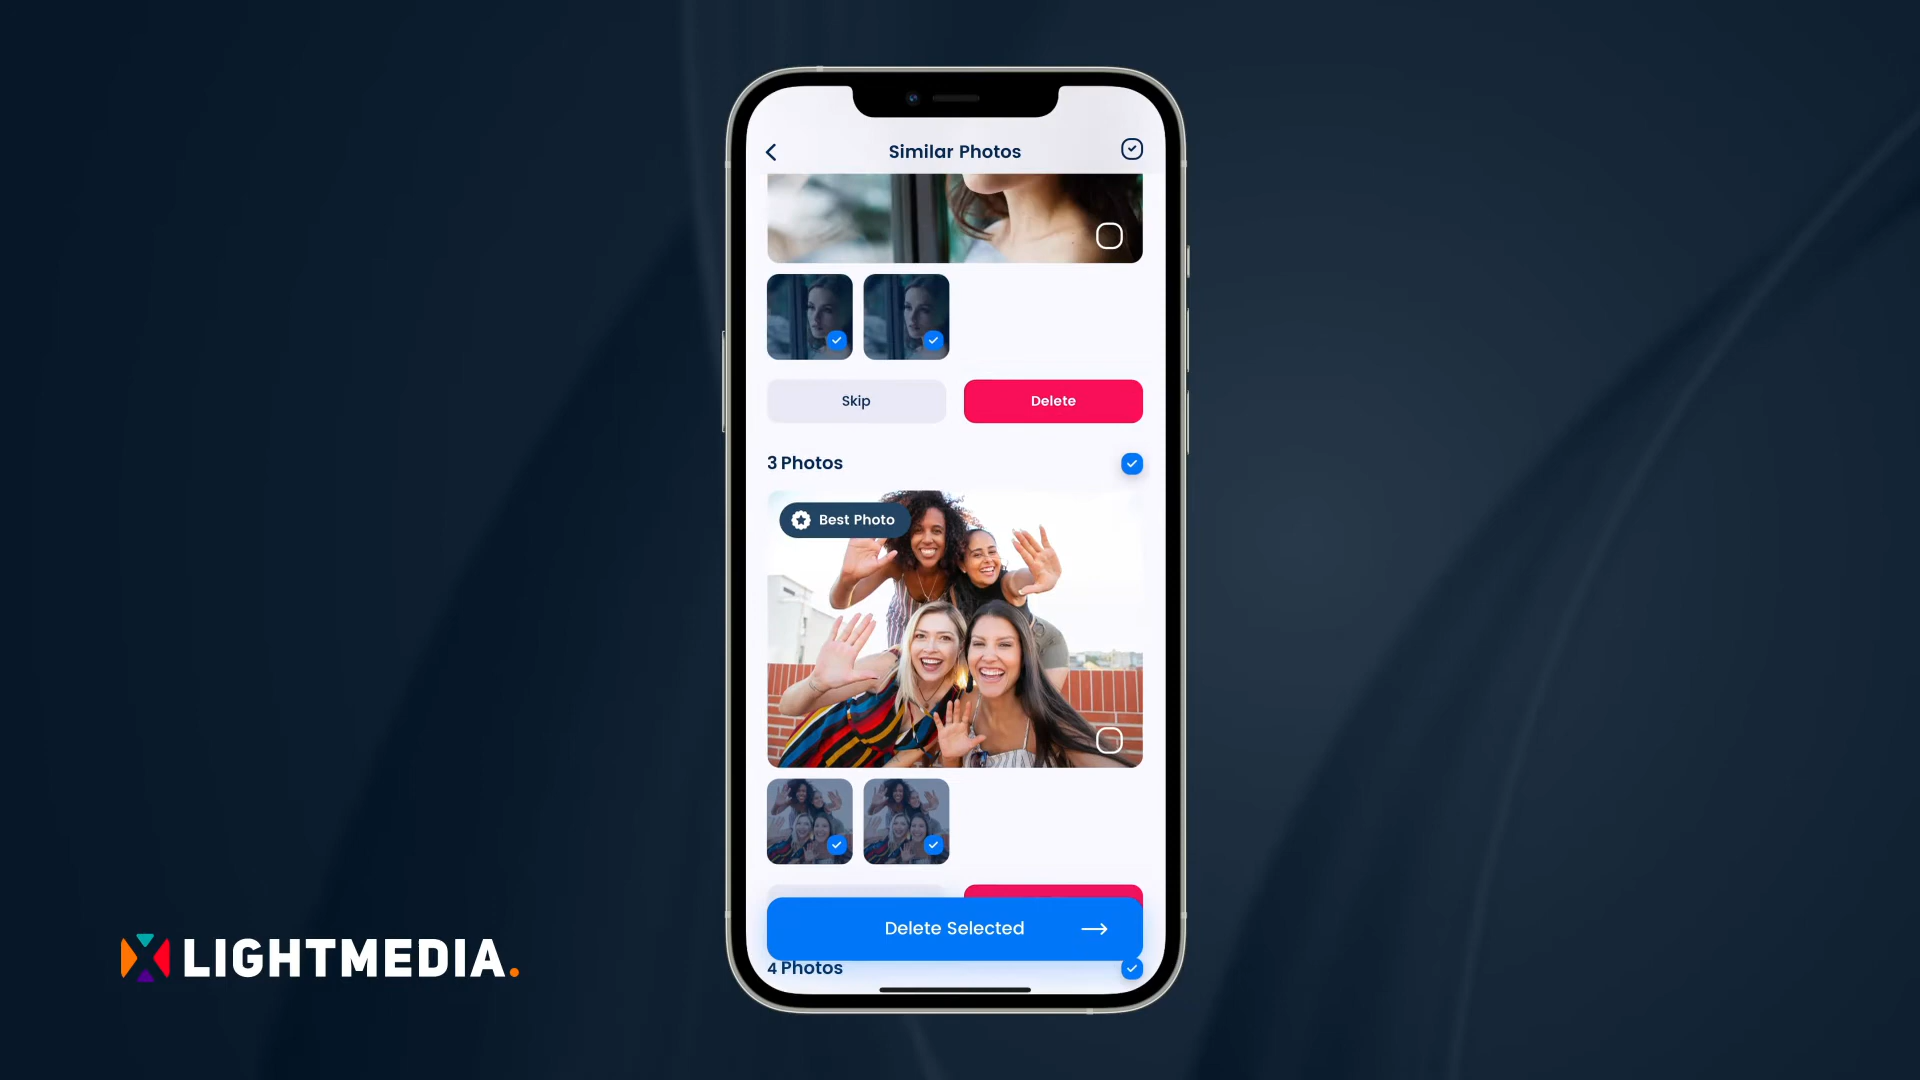 Similar Photos
Skip
Delete
3 Photos
Best Photo
Delete Selected
4 Photos
LIGHTMEDIA.